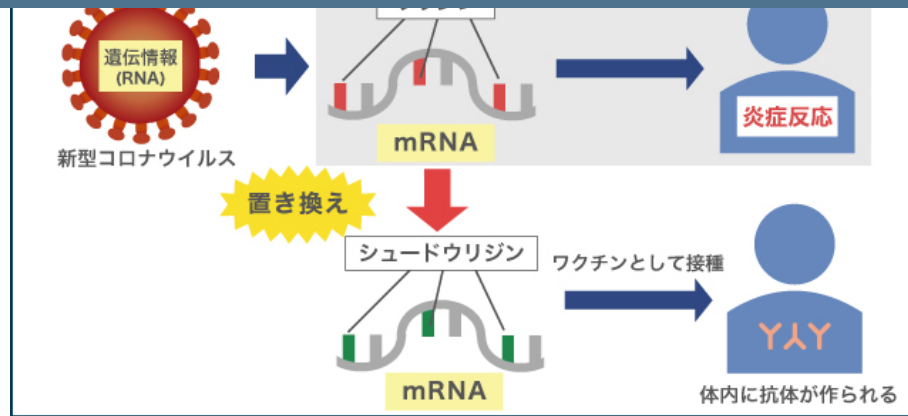 遺伝情報
(RNA)
mRNA
炎症反応
新型コロナウイルス
置き換え
シュードウリジン
ワクチンとして接種
mRNA
体内に抗体が作られる